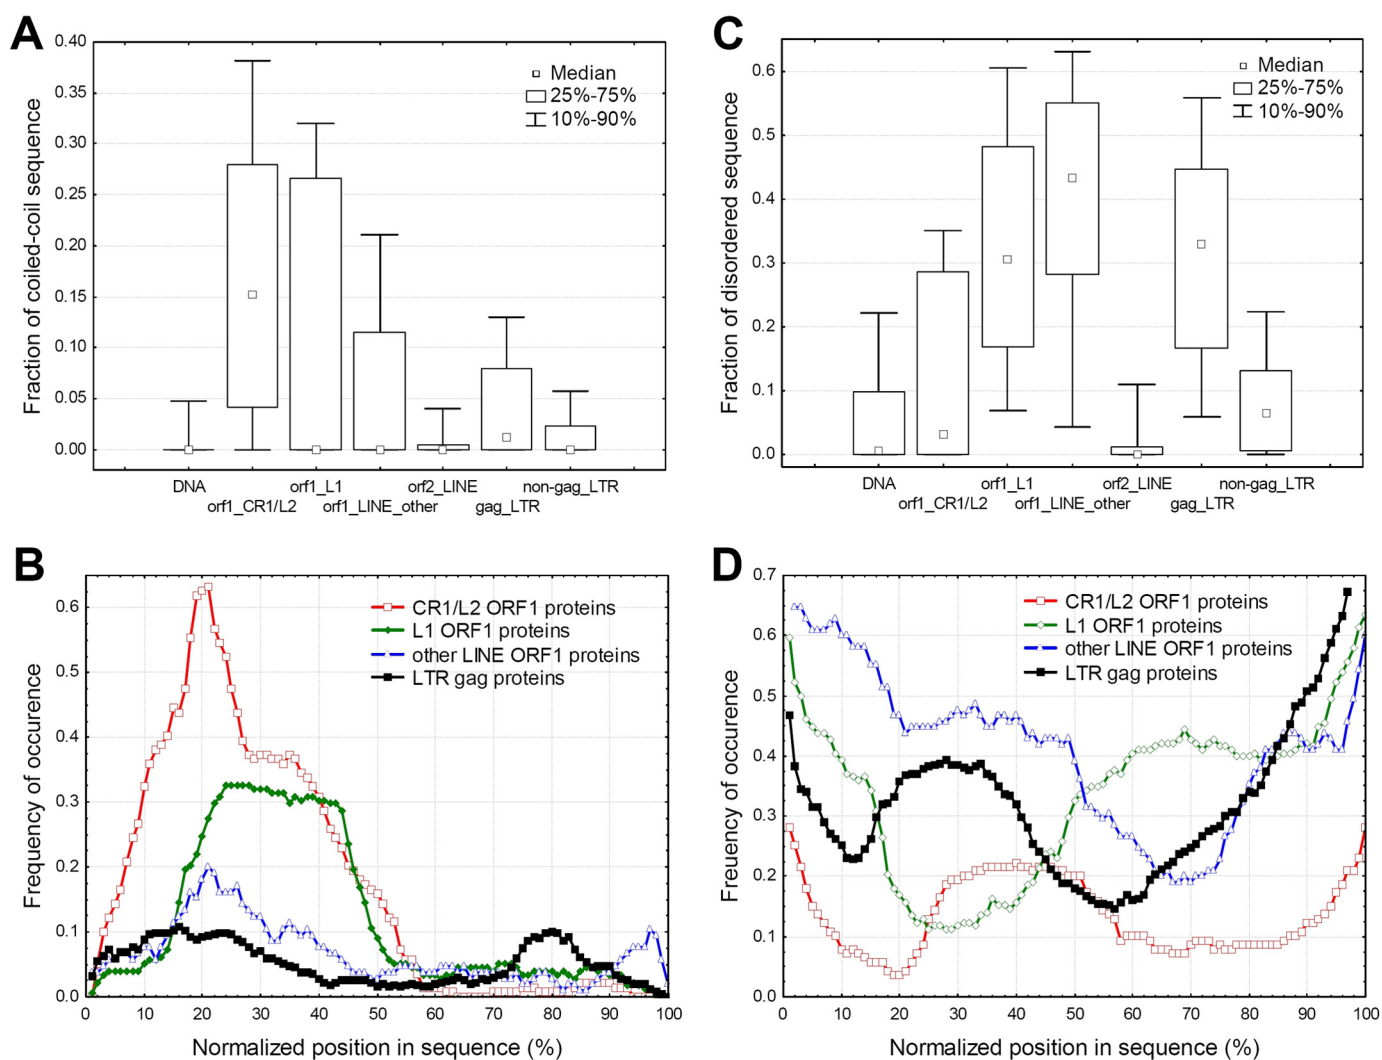 A
0.40
0.35
0.30
0.25
0.20
0.15
0.10
0.05
0.00
Fraction of coiled-coil sequence
Median
25%-75%
10%-90%
DNA
orf1_L1
orf2_LINE
non-gag_LTR
orf1_CR1/L2
orf1_LINE_other
gag_LTR
C
0.6
0.5
0.4
0.3
0.2
0.1
0.0
Fraction of disordered sequence
Median
25%-75%
10%-90%
DNA
orf1_L1
orf2_LINE
non-gag_LTR
orf1_CR1/L2
orf1_LINE_other
gag_LTR
B
0.6
0.5
0.4
0.3
0.2
0.1
0.0
Frequency of occurence
CR1/L2 ORF1 proteins
L1 ORF1 proteins
other LINE ORF1 proteins
LTR gag proteins
0 10 20 30 40 50 60 70 80 90 100
Normalized position in sequence (%)
D
0.7
0.6
0.5
0.4
0.3
0.2
0.1
0.0
Freuency of occurence
CR1/L2 ORF1 proteins
L1 ORF1 proteins
other LINE ORF1 proteins
LTR gag proteins
0 10 20 30 40 50 60 70 80 90 100
Normalized position in sequence (%)